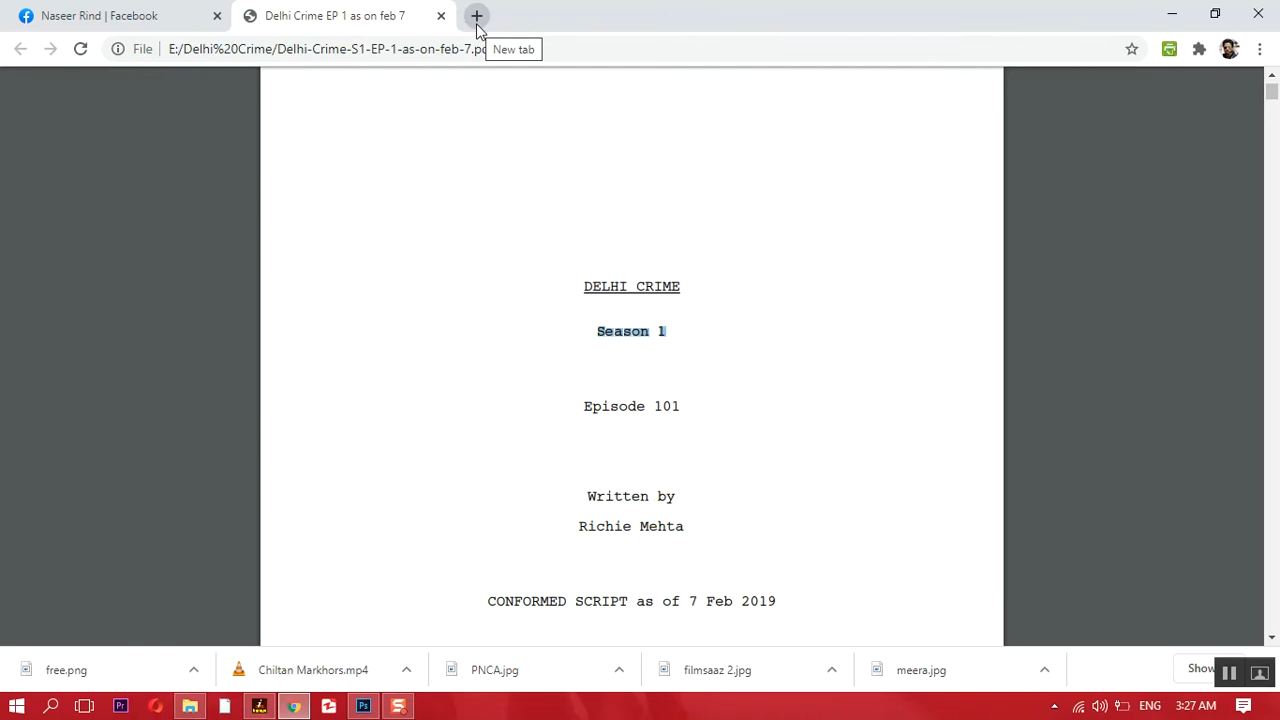 Naseer Rind | Facebook
Delhi Crime EP 1 as on feb 7
File
E:/Delhi%20Crime/Delhi-Crime-S1-EP-1-as-on-feb-7.p
New tab
DELHI CRIME
Season 1
Episode 101
Written by
Richie Mehta
CONFORMED SCRIPT as of 7 Feb 2019
free.png
Chiltan Markhors.mp4
PNCA.jpg
filmsaaz 2.jpg
meera.jpg
Show
Pr
Ps
S
ENG
3:27 AM